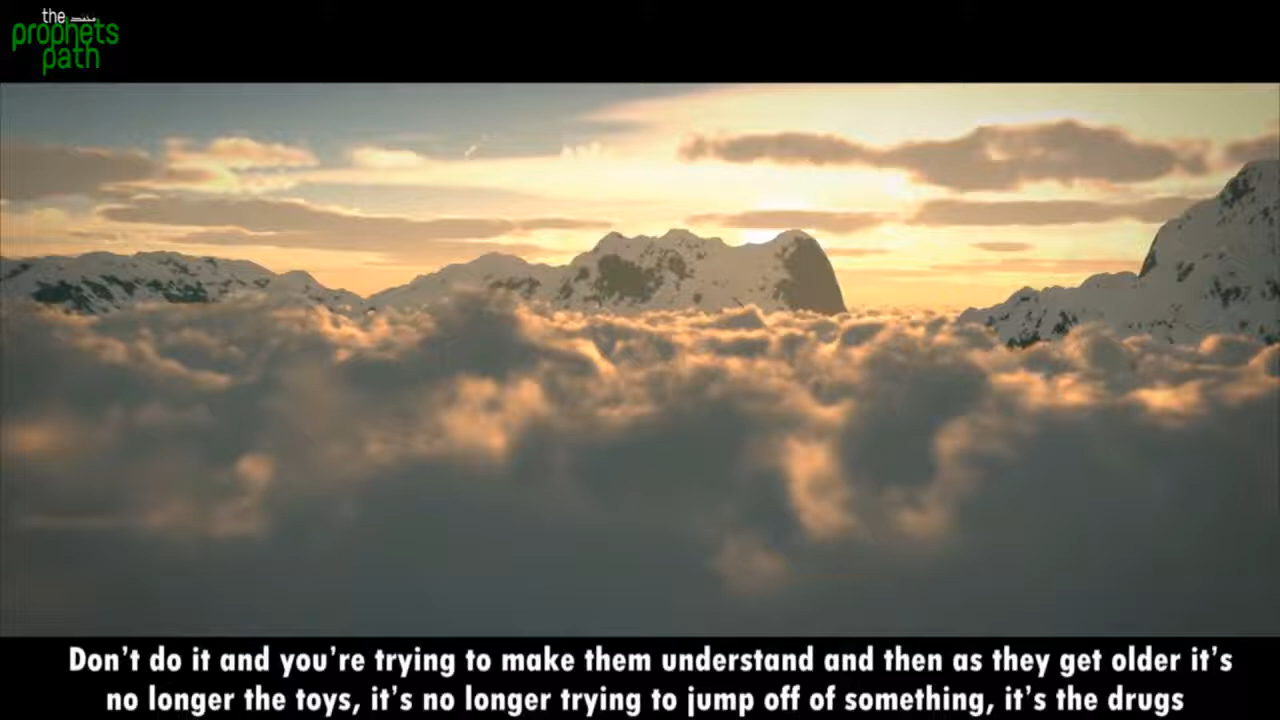 the
prophets
path
Don't do it and you're trying to make them understand and then as they get older it's
no longer the toys, it's no longer trying to jump off of something, it's the drugs